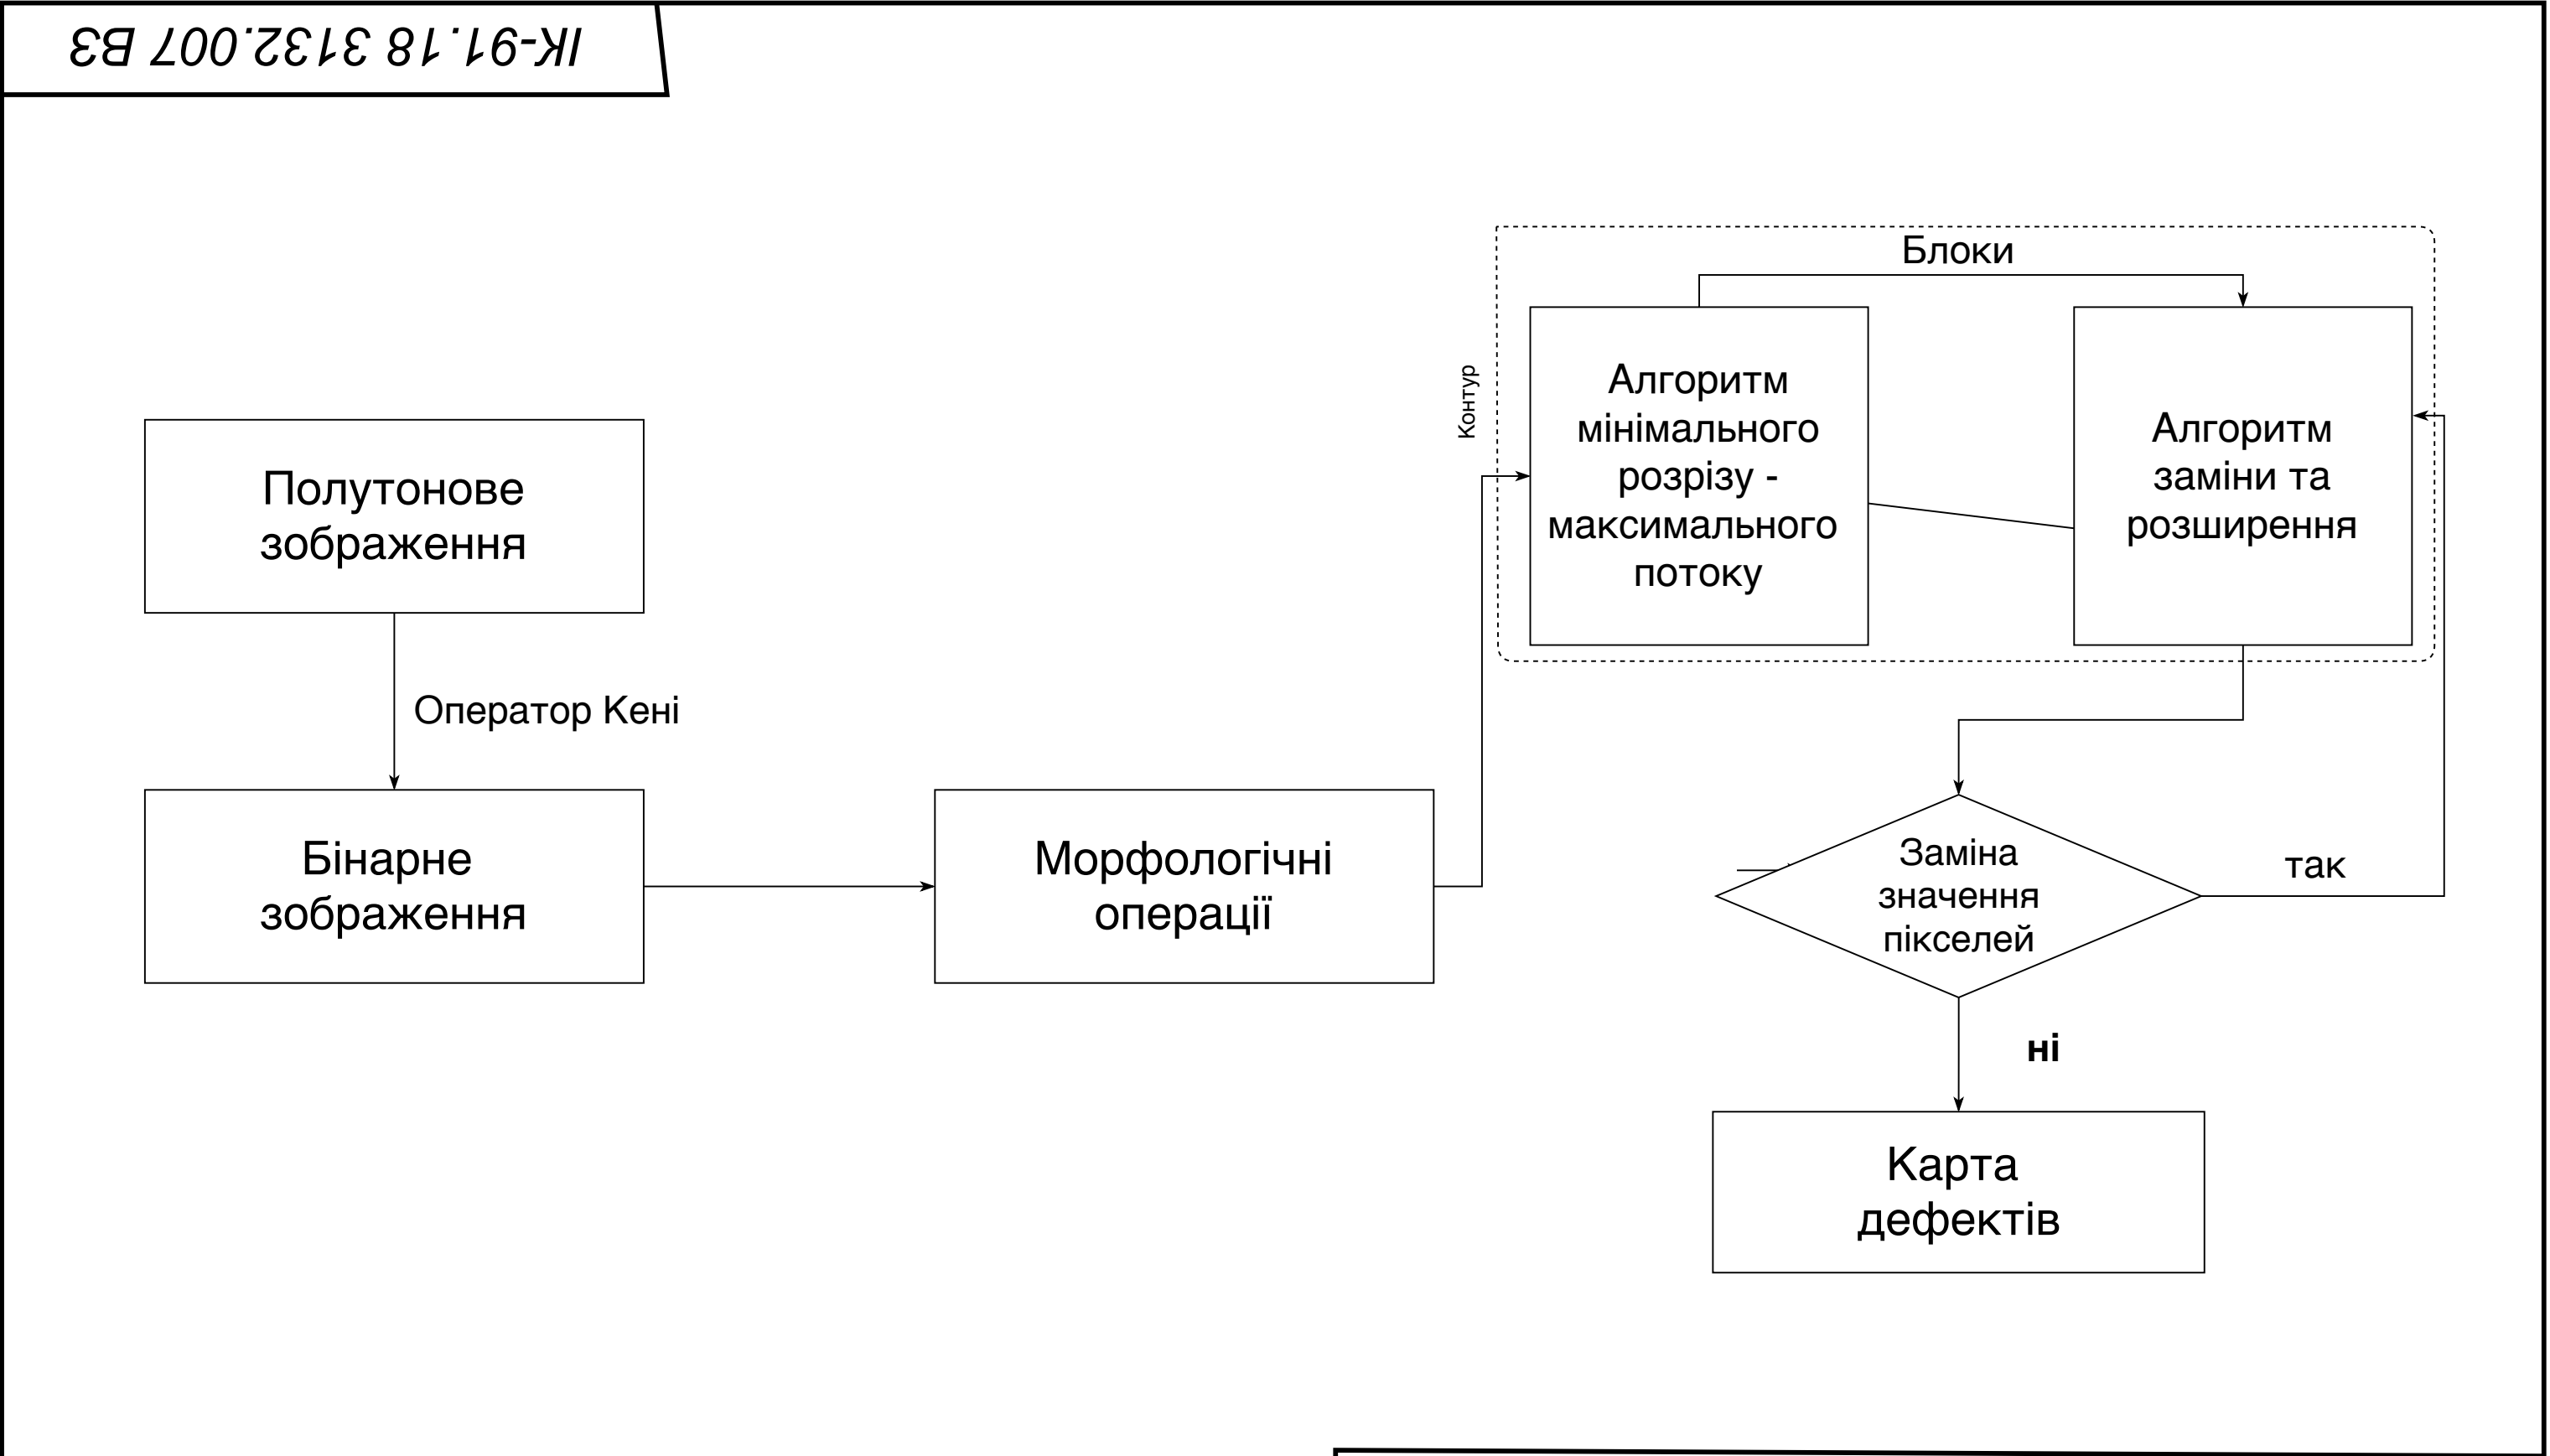 ІК-91.18 3132.007 ВЗ
Полутонове
зображення
Оператор Кені
Бінарне
зображення
Морфологічні
операції
Контур
Блоки
Алгоритм
мінімального
розрізу -
максимального
потоку
Алгоритм
заміни та
розширення
Заміна
значення
пікселей
так
ні
Карта
дефектів